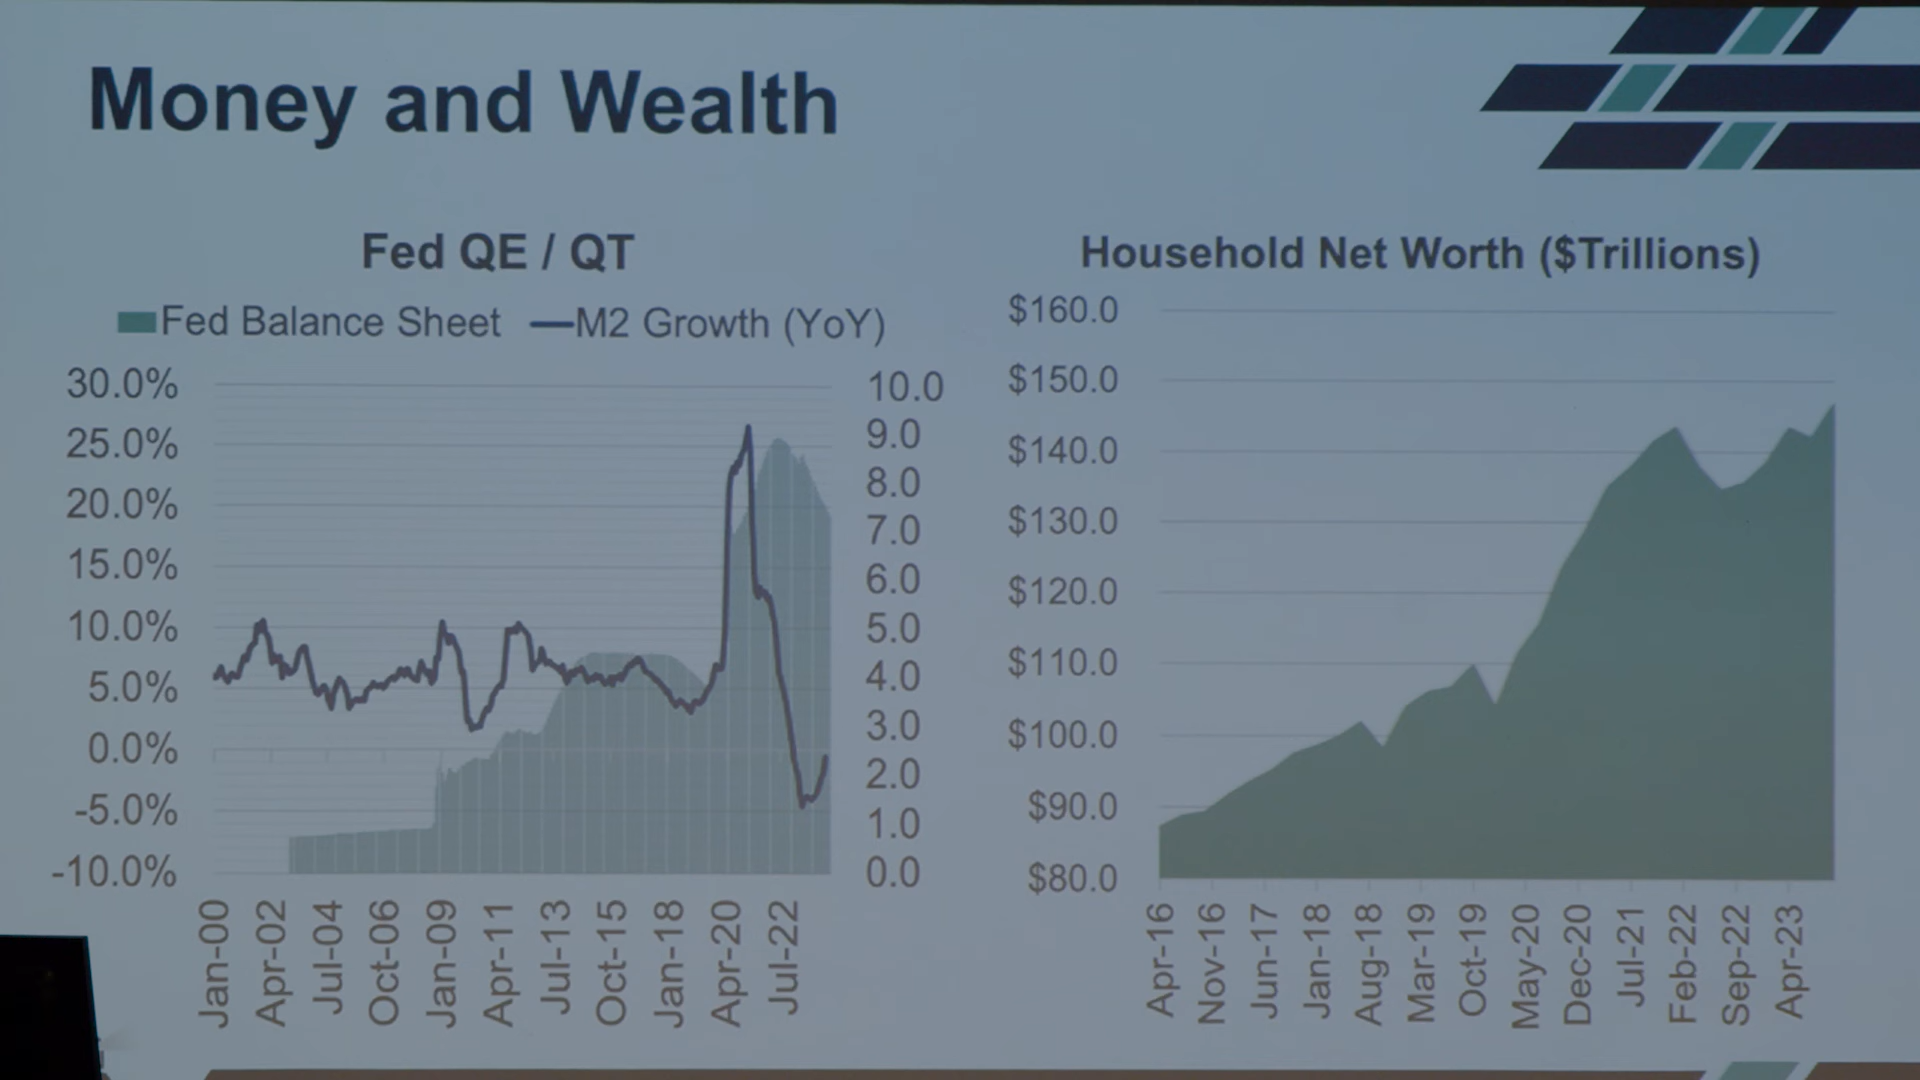 Money and Wealth
Fed QE / QT
Fed Balance Sheet M2 Growth (YoY)
30.0%
25.0%
20.0%
15.0%
10.0%
5.0%
0.0%
-5.0%
-10.0%
10.0
9.0
8.0
7.0
6.0
5.0
4.0
3.0
2.0
1.0
0.0
Jan-00
Apr-02
Jul-04
Oct-06
Jan-09
Apr-11
Jul-13
Oct-15
Jan-18
Apr-20
Jul-22
Household Net Worth ($Trillions)
$160.0
$150.0
$140.0
$130.0
$120.0
$110.0
$100.0
$90.0
$80.0
Apr-16
Nov-16
Jun-17
Jan-18
Aug-18
Mar-19
Oct-19
May-20
Dec-20
Jul-21
Feb-22
Sep-22
Apr-23